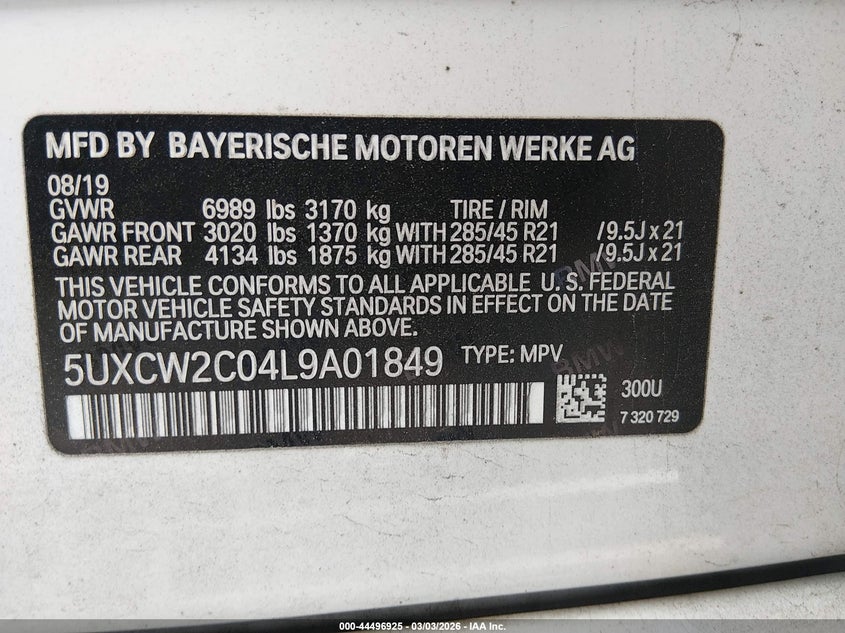 MFD BY BAYERISCHE MOTOREN WERKE AG
08/19
GVWR 6989 lbs 3170 kg TIRE / RIM
GAWR FRONT 3020 lbs 1370 kg WITH 285/45 R21 /9.5J x 21
GAWR REAR 4134 lbs 1875 kg WITH 285/45 R21 /9.5J x 21
THIS VEHICLE CONFORMS TO ALL APPLICABLE U. S. FEDERAL
MOTOR VEHICLE SAFETY STANDARDS IN EFFECT ON THE DATE
OF MANUFACTURE SHOWN ABOVE.
5UXCW2C04L9A01849 TYPE: MPV
300U
7 320 729
000-44496925 | 03/03/2026 - IAA Inc.